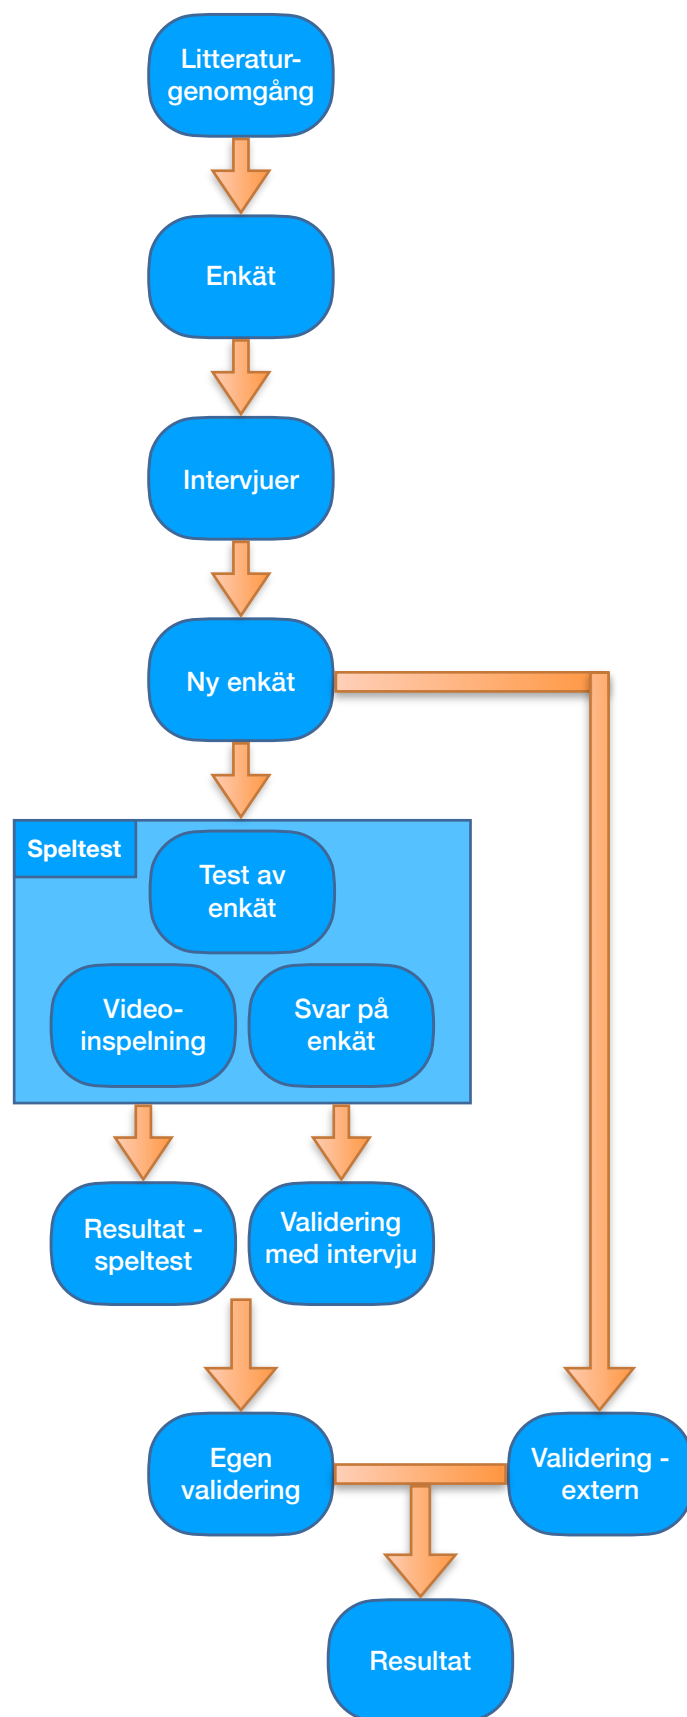 Litteratur-
genomgång
Enkät
Intervjuer
Ny enkät
Speltest
Test av
enkät
Video-
inspelning
Svar på
enkät
Resultat -
speltest
Validering
med intervju
Egen
validering
Validering -
extern
Resultat